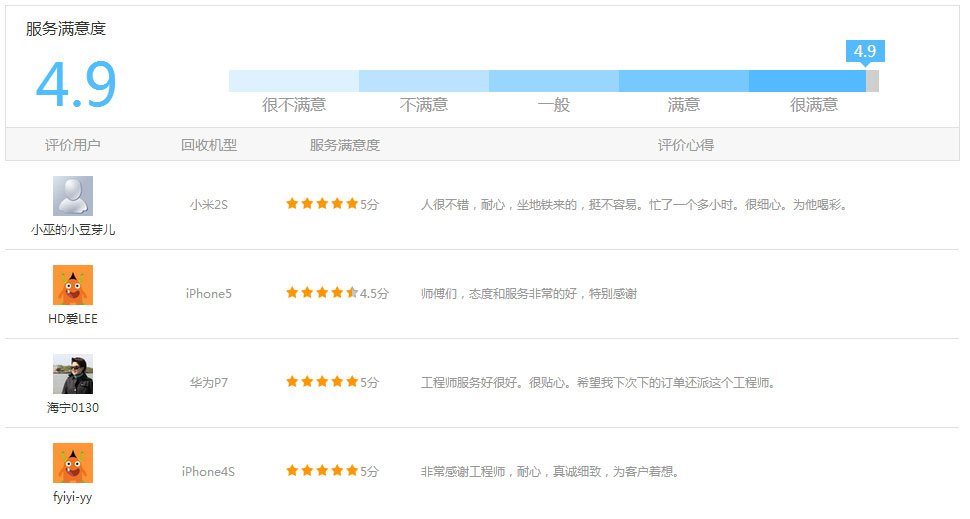 服务满意度
4.9
4.9
很不满意 不满意 一般 满意 很满意
评价用户 回收机型 服务满意度 评价心得
小米2S 5分 人很不错，耐心，坐地铁来的，挺不容易。忙了一个多小时。很细心。为他喝彩。
小巫的小豆芽儿
iPhone5 4.5分 师傅们，态度和服务非常的好，特别感谢
HD爱LEE
华为P7 5分 工程师服务好很好。很贴心。希望我下次下的订单还派这个工程师。
海宁0130
iPhone4S 5分 非常感谢工程师，耐心，真诚细致，为客户着想。
fyiyi-yy